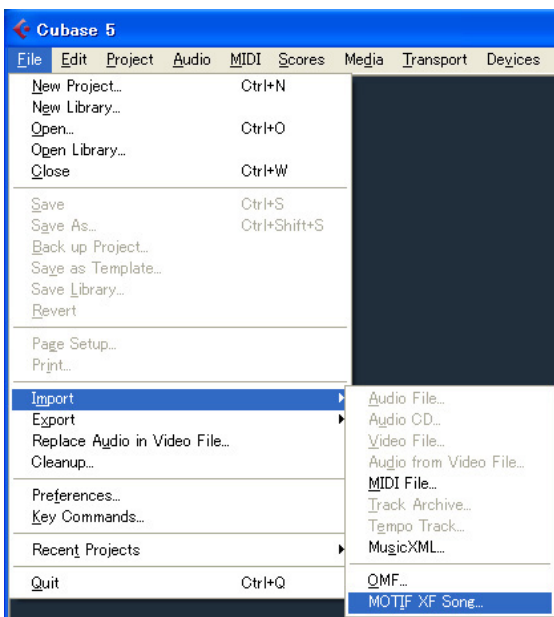 Cubase 5
File Edit Project Audio MIDI Scores Media Transport Devices
New Project... Ctrl+N
New Library...
Open... Ctrl+O
Open Library...
Close Ctrl+W
Save Ctrl+S
Save As... Ctrl+Shift+S
Back up Project...
Save as Template...
Save Library...
Revert
Page Setup...
Print...
Import
Export
Replace Audio in Video File...
Cleanup...
Preferences...
Key Commands...
Recent Projects
Quit Ctrl+Q
Audio File...
Audio CD...
Video File...
Audio from Video File...
MIDI File...
Track Archive...
Tempo Track...
MusicXML...
OMF...
MOTIF XF Song...